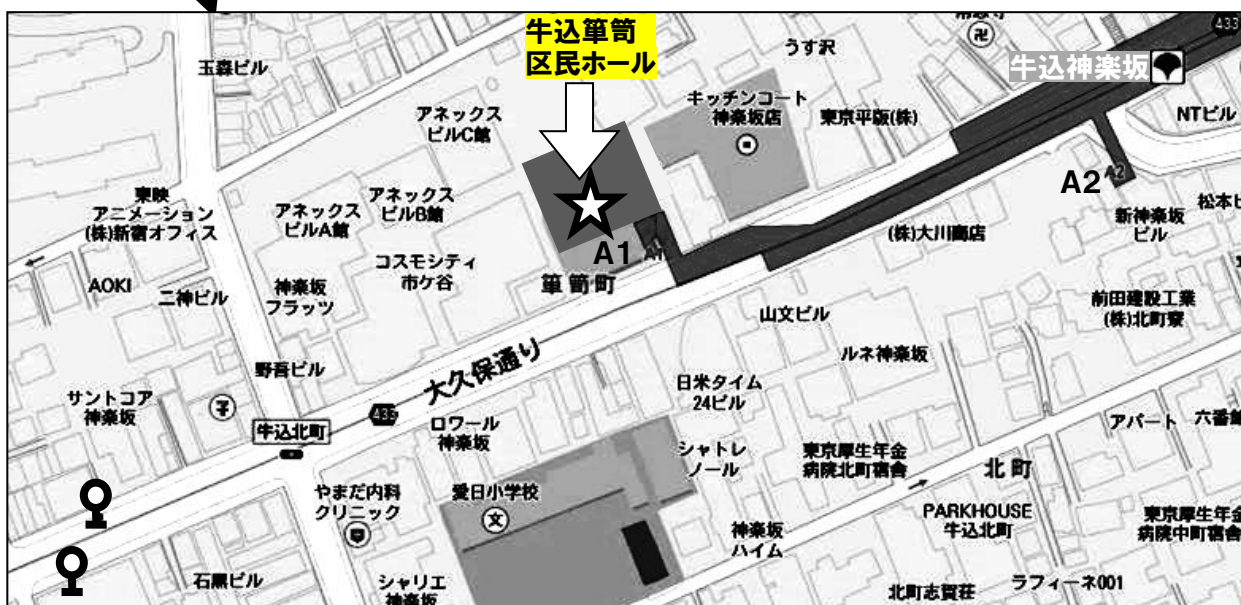 牛込箪笥
区民ホール
うす沢
433
牛込神楽坂
玉森ビル
キッチンコート
神楽坂店
東京平版(株)
NTビル
アネックス
ビルC館
A2
A2
東映
アニメーション
(株)新宿オフィス
アネックス
ビルB館
アネックス
ビルA館
A1
A1
(株)大川商店
新神楽坂
ビル
コスモシティ
市ケ谷
箪笥町
AOKI
二神ビル
神楽坂
フラッツ
前田建設工業
(株)北町寮
山文ビル
ルネ神楽坂
大久保通り
野吾ビル
日米タイム
24ビル
サントコア
神楽坂
433
牛込北町
ロワール
神楽坂
アパート
シャトレ
ノール
東京厚生年金
病院北町宿舎
北町
やまだ内科
クリニック
愛日小学校
文
PARKHOUSE
牛込北町
神楽坂
ハイム
石黒ビル
シャリエ
神楽坂
北町志賀荘
ラフィーネ001